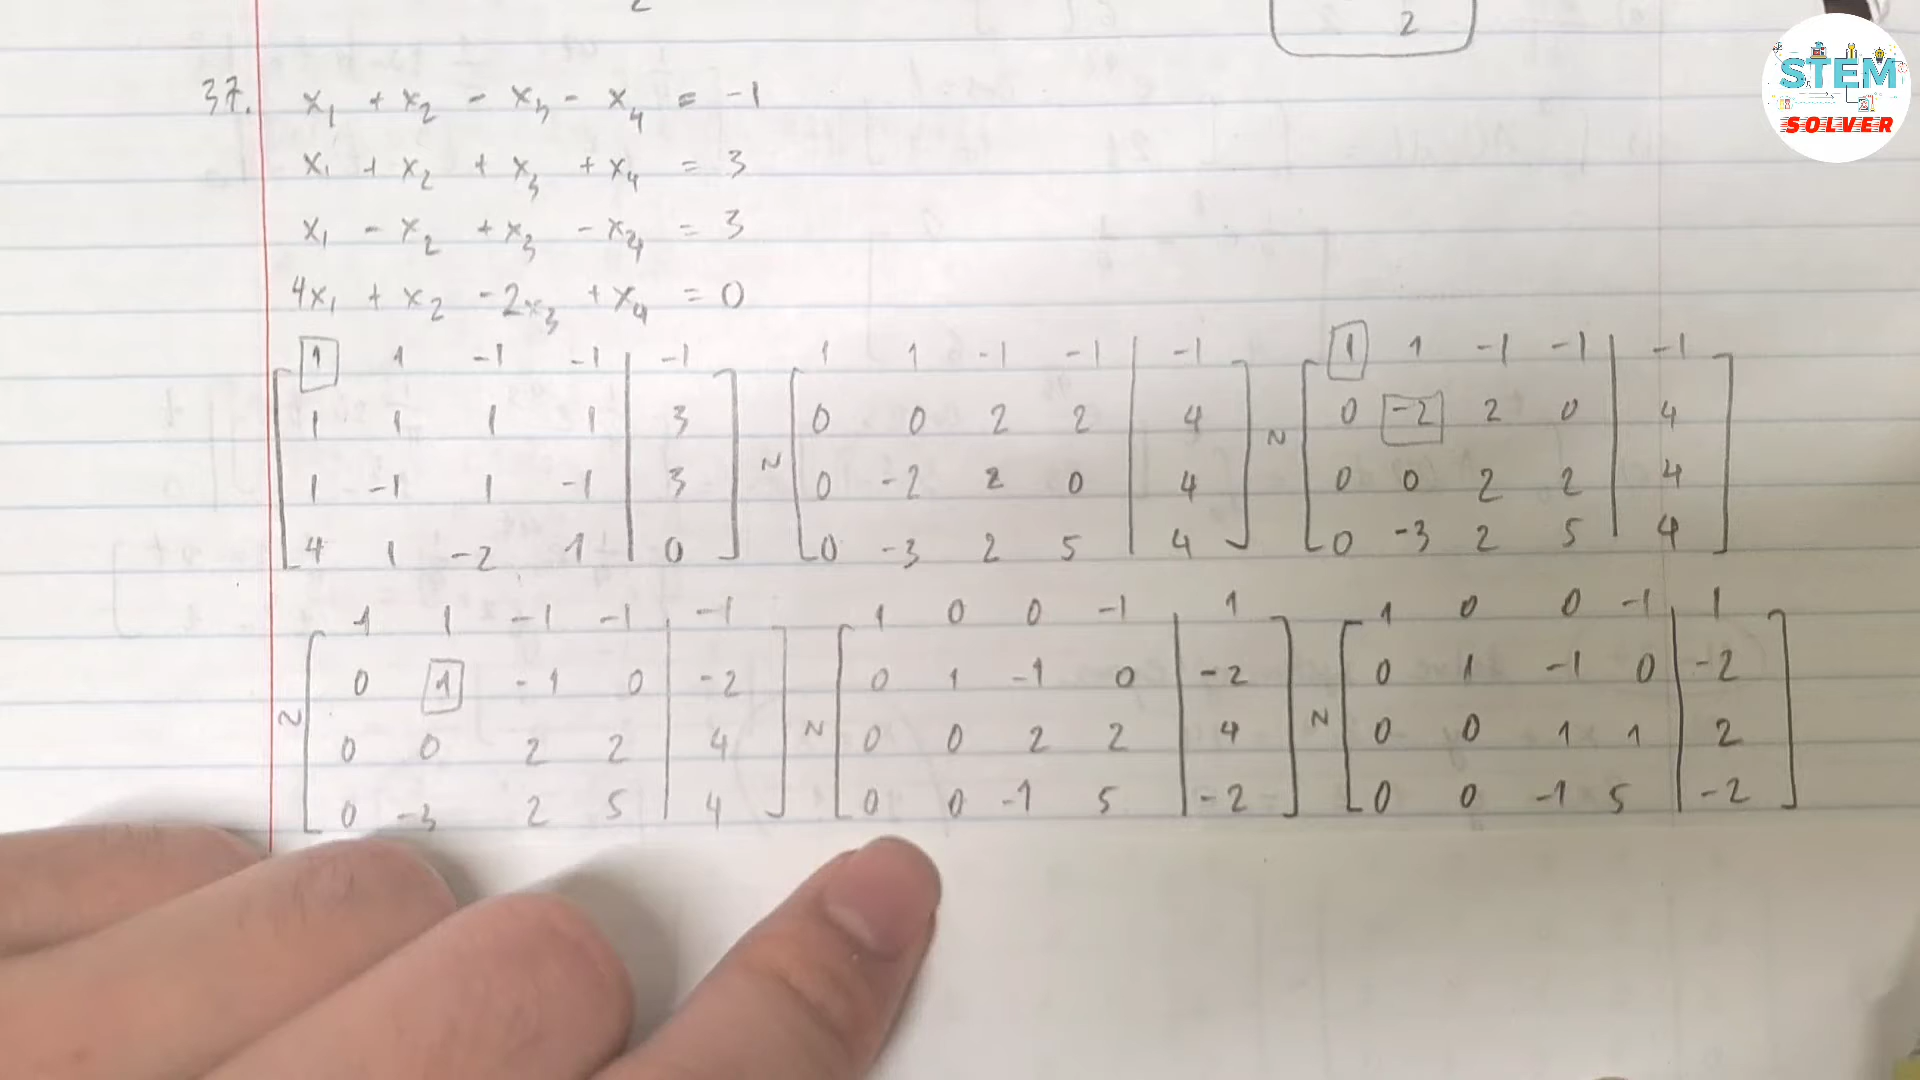 2
2
STEM
SOLVER
37. x₁ + x₂ - x₃ - x₄ = -1
x₁ + x₂ + x₃ + x₄ = 3
x₁ - x₂ + x₃ - x₄ = 3
4x₁ + x₂ - 2x₃ + x₄ = 0
1 1 -1 -1 | -1 1 1 -1 -1 | -1 1 1 -1 -1 | -1
1 1 1 1 | 3 0 0 2 2 | 4 0 -2 2 0 | 4
1 -1 1 -1 | 3 ~ 0 -2 2 0 | 4 ~ 0 0 2 2 | 4
4 1 -2 1 | 0 0 -3 2 5 | 4 0 -3 2 5 | 4
1 1 -1 -1 | -1 1 0 0 -1 | 1 1 0 0 -1 | 1
0 1 -1 0 | -2 0 1 -1 0 | -2 0 1 -1 0 | -2
~ 0 0 2 2 | 4 ~ 0 0 2 2 | 4 ~ 0 0 1 1 | 2
0 -3 2 5 | 4 0 0 -1 5 | -2 0 0 -1 5 | -2